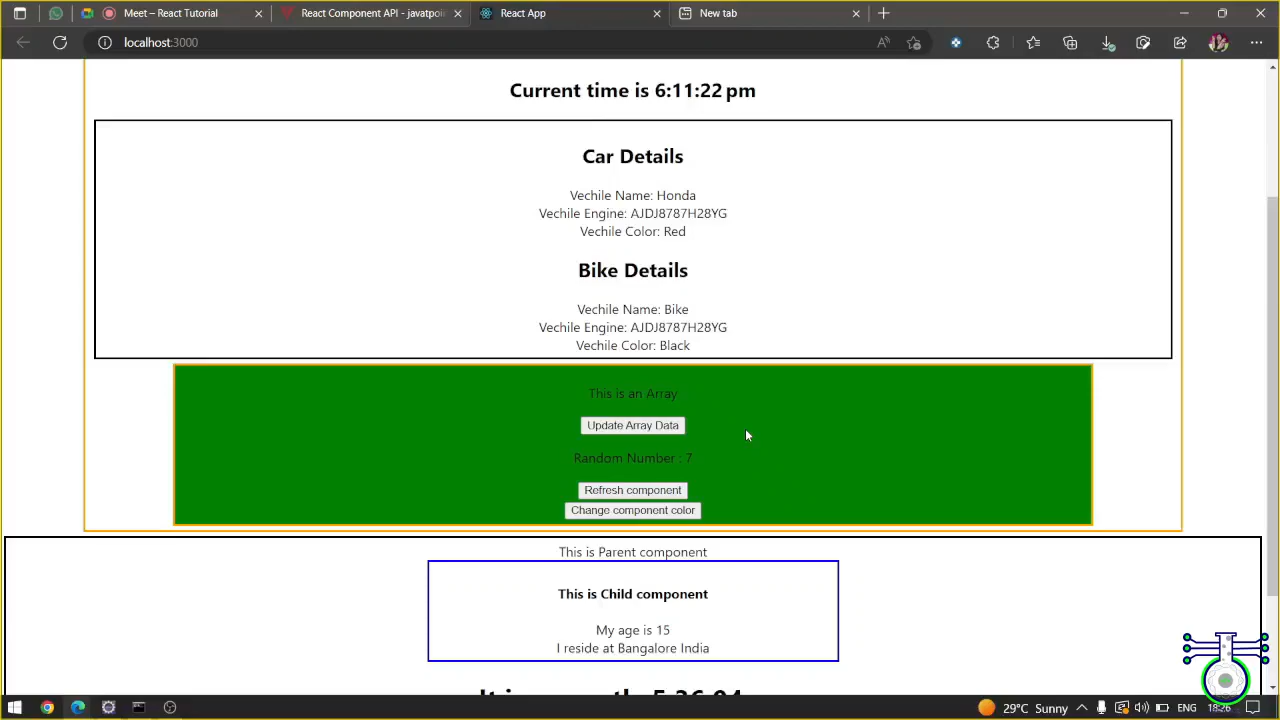 Meet – React Tutorial
React Component API - javatpoin
React App
New tab
localhost:3000
Current time is 6:11:22 pm
Car Details
Vechile Name: Honda
Vechile Engine: AJDJ8787H28YG
Vechile Color: Red
Bike Details
Vechile Name: Bike
Vechile Engine: AJDJ8787H28YG
Vechile Color: Black
This is an Array
Update Array Data
Random Number : 7
Refresh component
Change component color
This is Parent component
This is Child component
My age is 15
I reside at Bangalore India
29°C Sunny
ENG
18:26